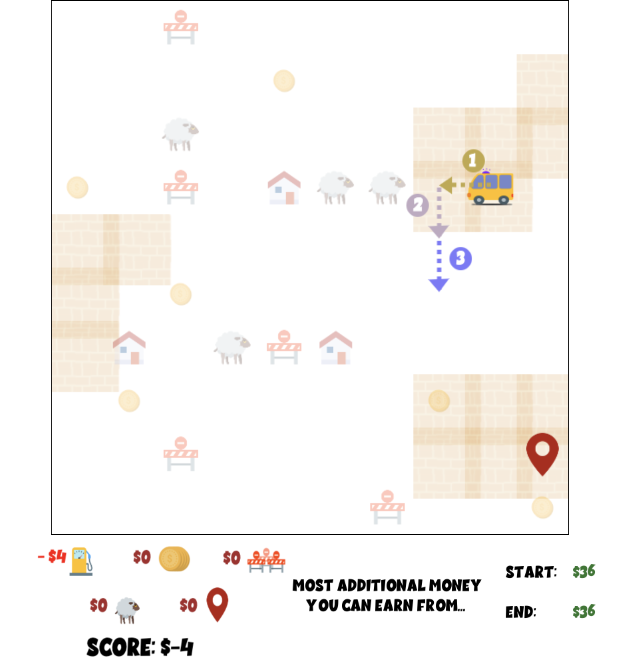 1
2
3
- $4
$0
$0
$0
$0
MOST ADDITIONAL MONEY
YOU CAN EARN FROM...
START: $36
END: $36
SCORE: $-4